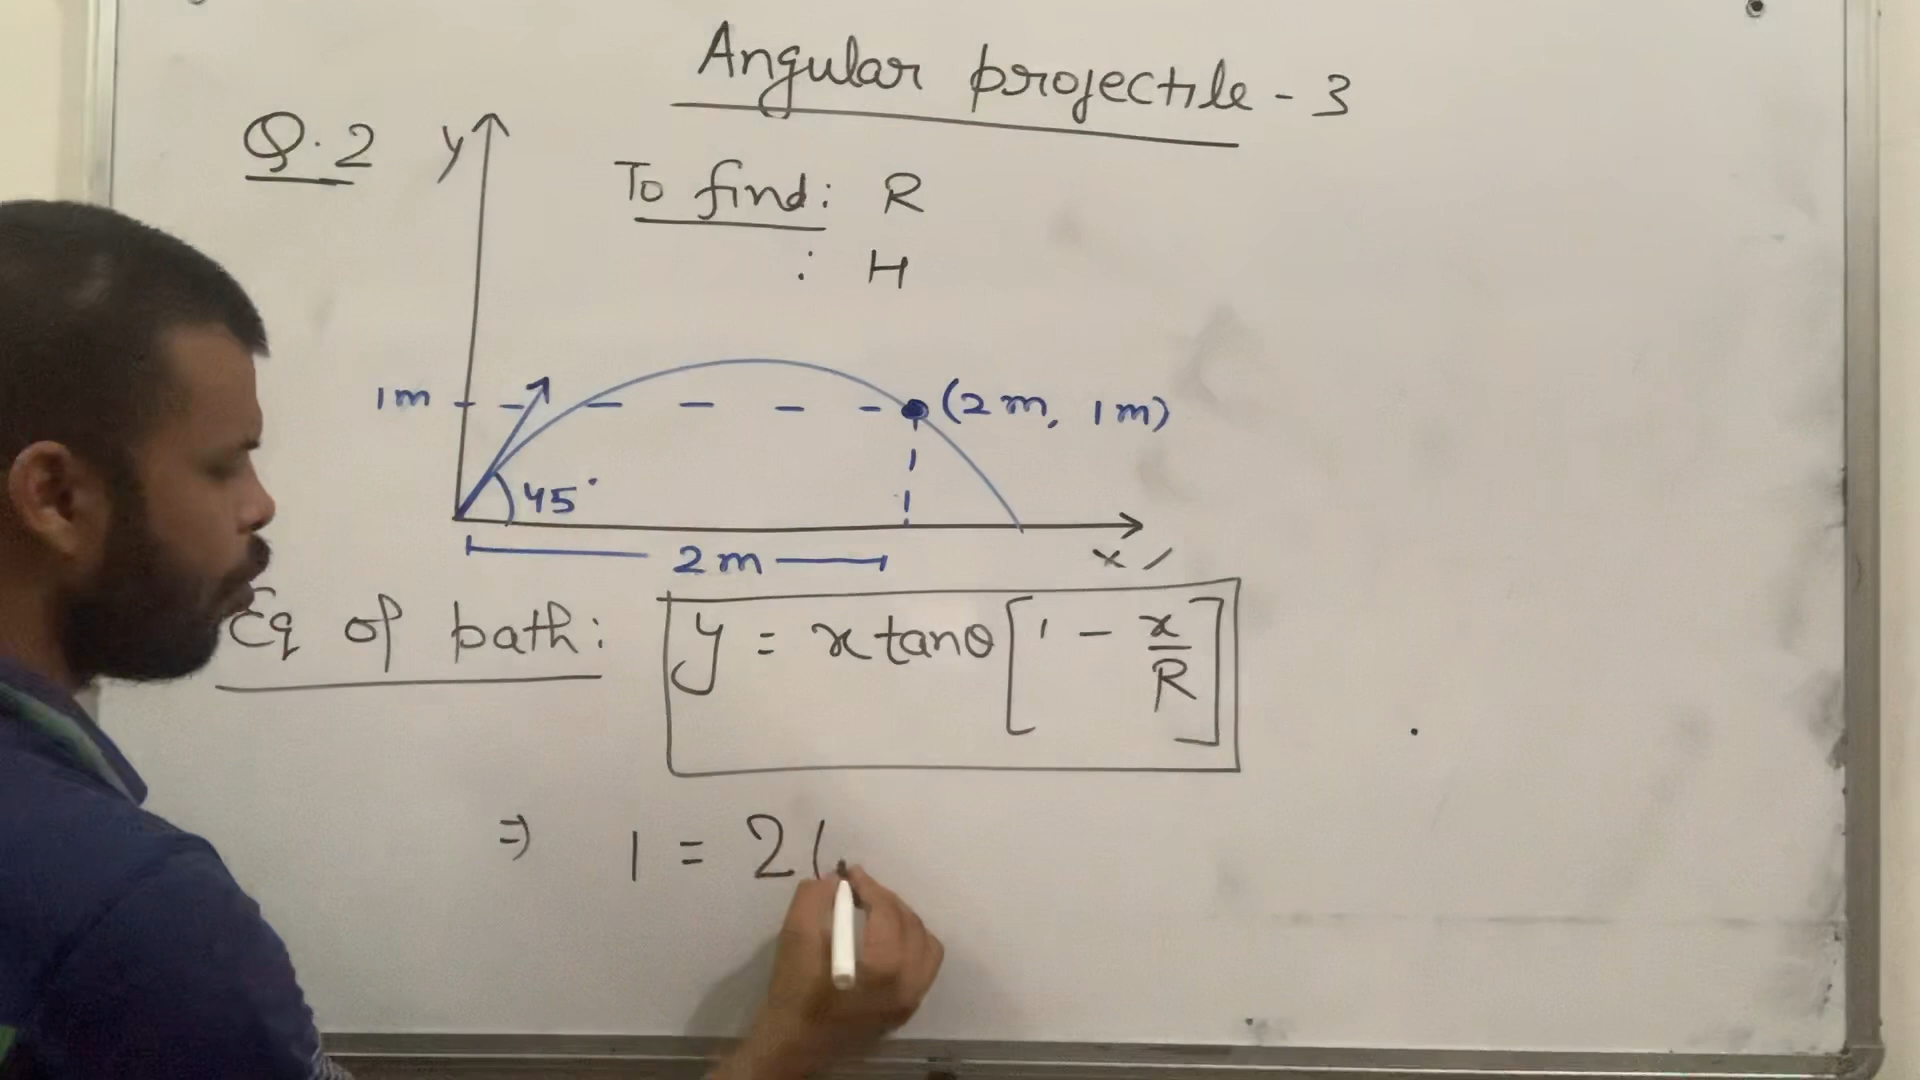 Angular projectile - 3
Q.2
y
To find: R
: H
1m
(2m, 1m)
45°
2m
x
Eq of path: y = x tanθ [1 - x/R]
⇒ 1 = 2(